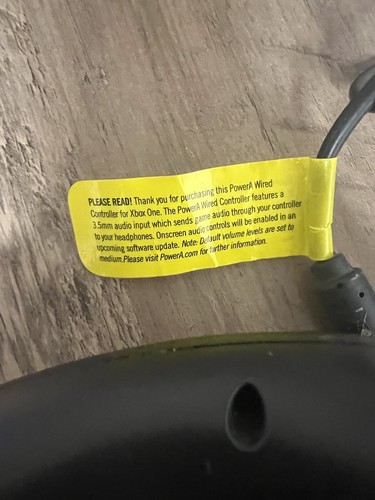 PLEASE READ! Thank you for purchasing this PowerA Wired
Controller for Xbox One. The PowerA Wired Controller features a
3.5mm audio input which sends game audio through your controller
to your headphones. Onscreen audio controls will be enabled in an
upcoming software update. Note: Default volume levels are set to
medium.Please visit PowerA.com for further information.